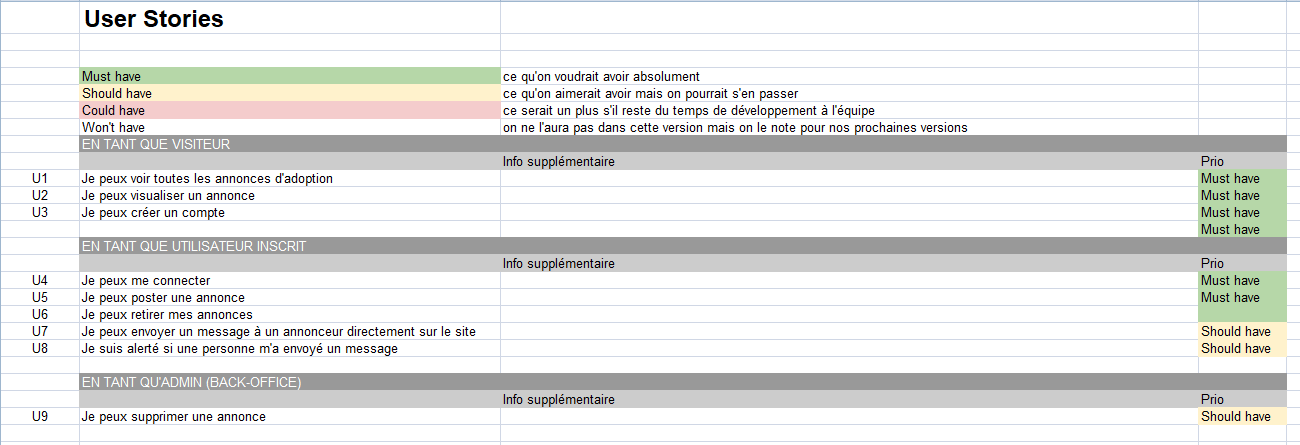 User Stories
Must have ce qu'on voudrait avoir absolument
Should have ce qu'on aimerait avoir mais on pourrait s'en passer
Could have ce serait un plus s'il reste du temps de développement à l'équipe
Won't have on ne l'aura pas dans cette version mais on le note pour nos prochaines versions
EN TANT QUE VISITEUR
Info supplémentaire Prio
U1 Je peux voir toutes les annonces d'adoption Must have
U2 Je peux visualiser un annonce Must have
U3 Je peux créer un compte Must have
Must have
EN TANT QUE UTILISATEUR INSCRIT
Info supplémentaire Prio
U4 Je peux me connecter Must have
U5 Je peux poster une annonce Must have
U6 Je peux retirer mes annonces
U7 Je peux envoyer un message à un annonceur directement sur le site Should have
U8 Je suis alerté si une personne m'a envoyé un message Should have
EN TANT QU'ADMIN (BACK-OFFICE)
Info supplémentaire Prio
U9 Je peux supprimer une annonce Should have